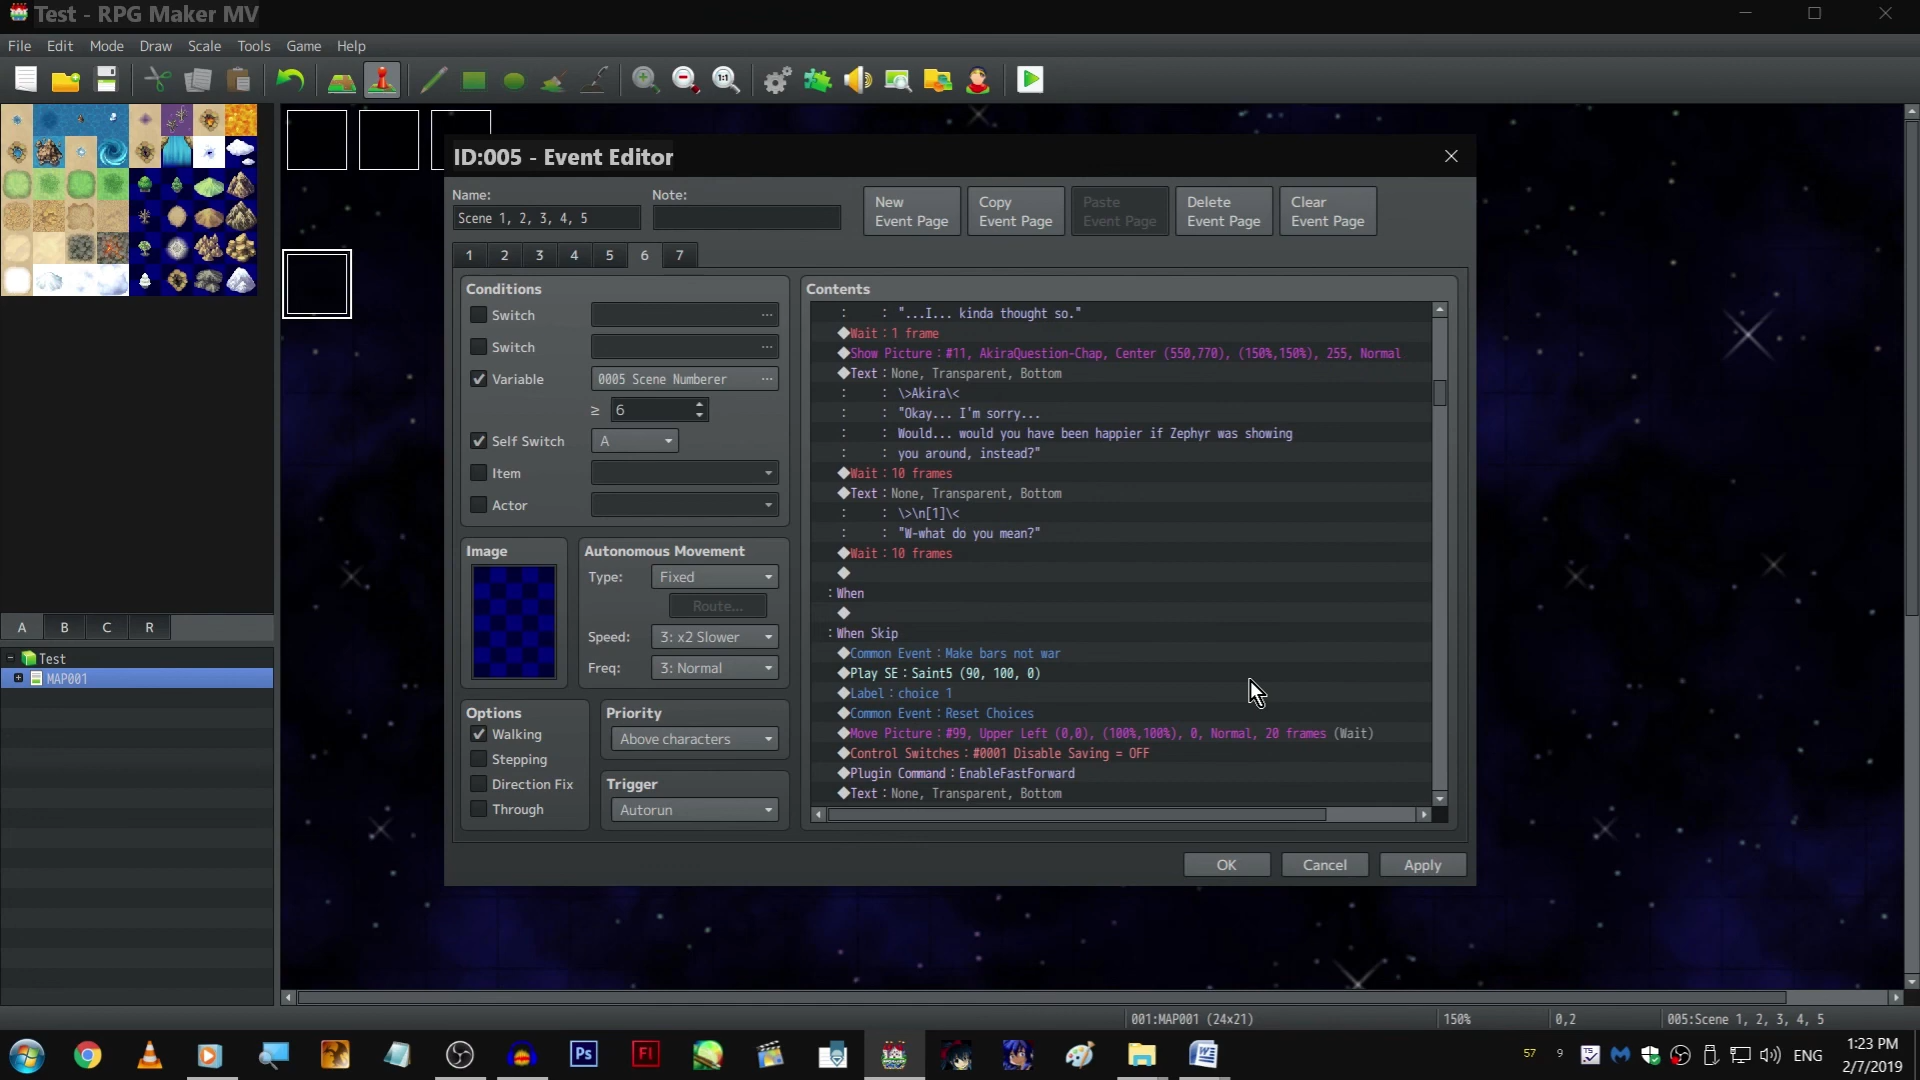 Test - RPG Maker MV
File Edit Mode Draw Scale Tools Game Help
1:1
ID:005 - Event Editor
Name:
Note:
Scene 1, 2, 3, 4, 5
New
Event Page
Copy
Event Page
Paste
Event Page
Delete
Event Page
Clear
Event Page
1 2 3 4 5 6 7
Conditions
Switch ...
Switch ...
Variable 0005 Scene Numberer ...
≥ 6
Self Switch A
Item
Actor
Image
Autonomous Movement
Type: Fixed
Route...
Speed: 3: x2 Slower
Freq: 3: Normal
Options
Walking
Stepping
Direction Fix
Through
Priority
Above characters
Trigger
Autorun
Contents
: : "...I... kinda thought so."
◆Wait : 1 frame
◆Show Picture : #11, AkiraQuestion-Chap, Center (550,770), (150%,150%), 255, Normal
◆Text : None, Transparent, Bottom
: : \>Akira\<
: : "Okay... I'm sorry...
: : Would... would you have been happier if Zephyr was showing
: : you around, instead?"
◆Wait : 10 frames
◆Text : None, Transparent, Bottom
: : \>\n[1]\<
: : "W-what do you mean?"
◆Wait : 10 frames
◆
: When
◆
: When Skip
◆Common Event : Make bars not war
◆Play SE : Saint5 (90, 100, 0)
◆Label : choice 1
◆Common Event : Reset Choices
◆Move Picture : #99, Upper Left (0,0), (100%,100%), 0, Normal, 20 frames (Wait)
◆Control Switches : #0001 Disable Saving = OFF
◆Plugin Command : EnableFastForward
◆Text : None, Transparent, Bottom
OK Cancel Apply
A B C R
Test
MAP001
001:MAP001 (24x21) 150% 0,2 005:Scene 1, 2, 3, 4, 5
Ps Fl W
57 9 ENG
1:23 PM
2/7/2019